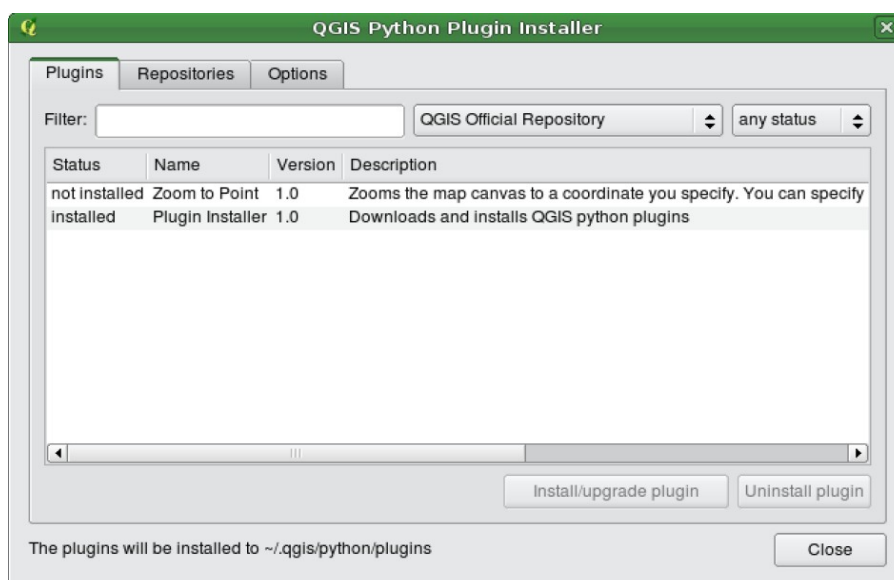 QGIS Python Plugin Installer
Plugins Repositories Options
Filter: QGIS Official Repository any status
Status Name Version Description
not installed Zoom to Point 1.0 Zooms the map canvas to a coordinate you specify. You can specify
installed Plugin Installer 1.0 Downloads and installs QGIS python plugins
Install/upgrade plugin Uninstall plugin
The plugins will be installed to ~/.qgis/python/plugins Close